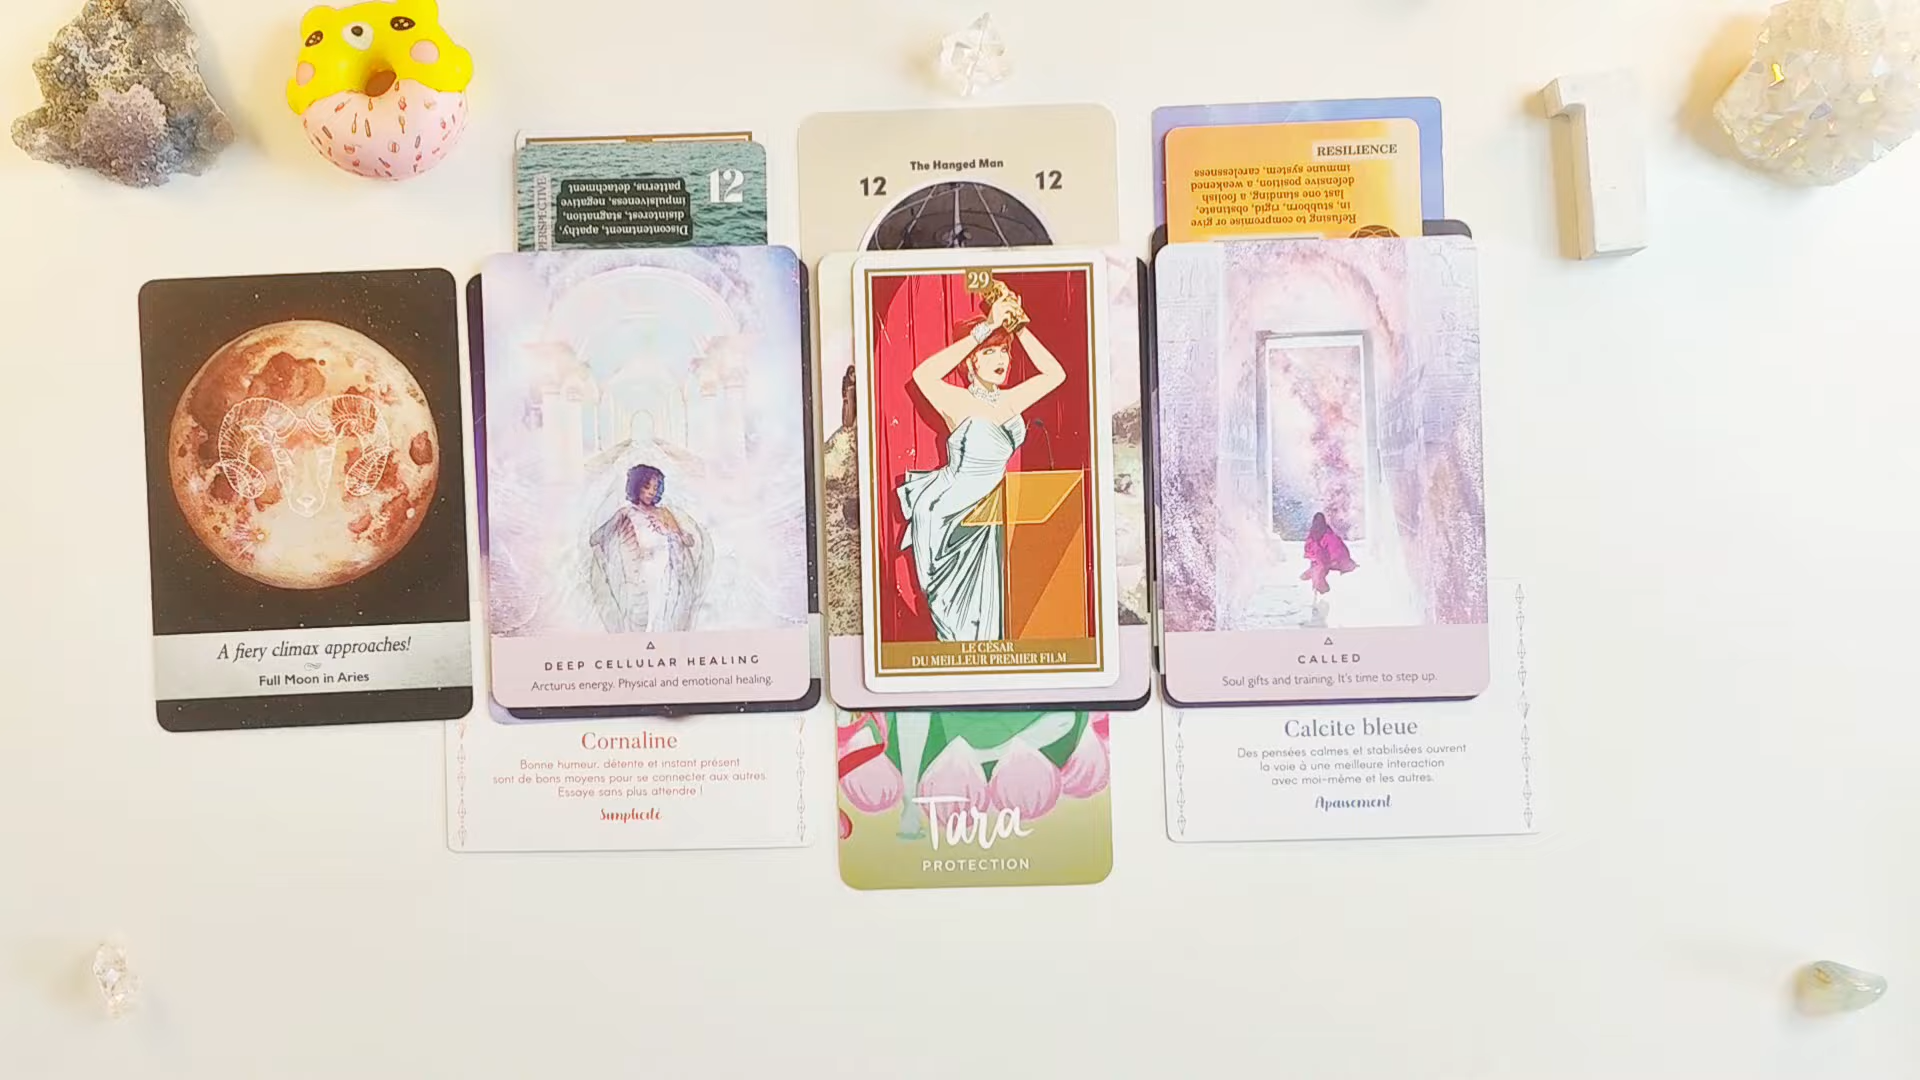 12
PERSPECTIVE
Discontentment, apathy,
disinterest, stagnation,
impulsiveness, negative
patterns, detachment
The Hanged Man
12
12
RESILIENCE
Refusing to compromise or give
in, stubborn, rigid, obstinate,
last one standing, a foolish
defensive position, a weakened
immune system, carelessness
1
A fiery climax approaches!
Full Moon in Aries
DEEP CELLULAR HEALING
Arcturus energy. Physical and emotional healing.
29
LE CÉSAR
DU MEILLEUR PREMIER FILM
CALLED
Soul gifts and training. It's time to step up.
Cornaline
Bonne humeur, détente et instant présent
sont de bons moyens pour se connecter aux autres.
Essaye sans plus attendre !
Simplicité
Tara
PROTECTION
Calcite bleue
Des pensées calmes et stabilisées ouvrent
la voie à une meilleure interaction
avec moi-même et les autres.
Apaisement